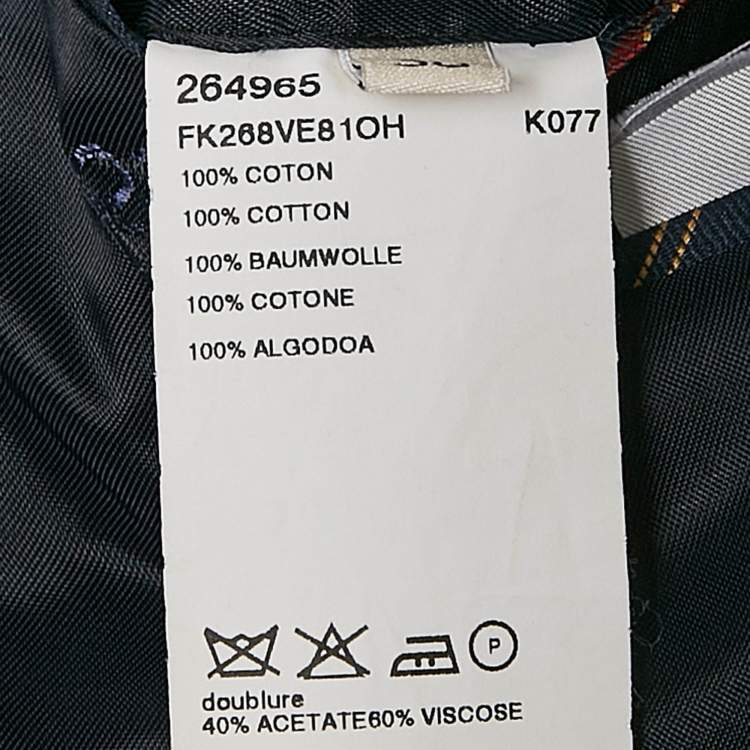 264965
FK268VE81OH K077
100% COTON
100% COTTON
100% BAUMWOLLE
100% COTONE
100% ALGODOA
P
doublure
40% ACETATE60% VISCOSE